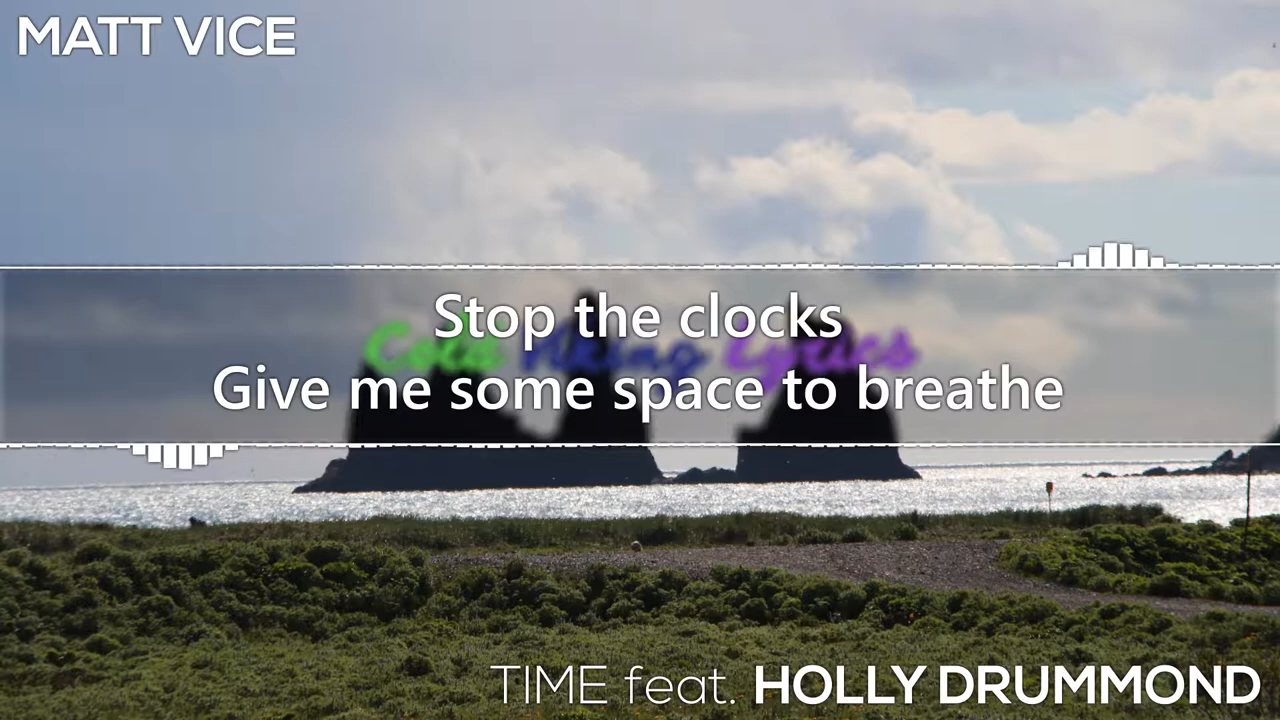 MATT VICE
Stop the clocks
Give me some space to breathe
TIME feat. HOLLY DRUMMOND